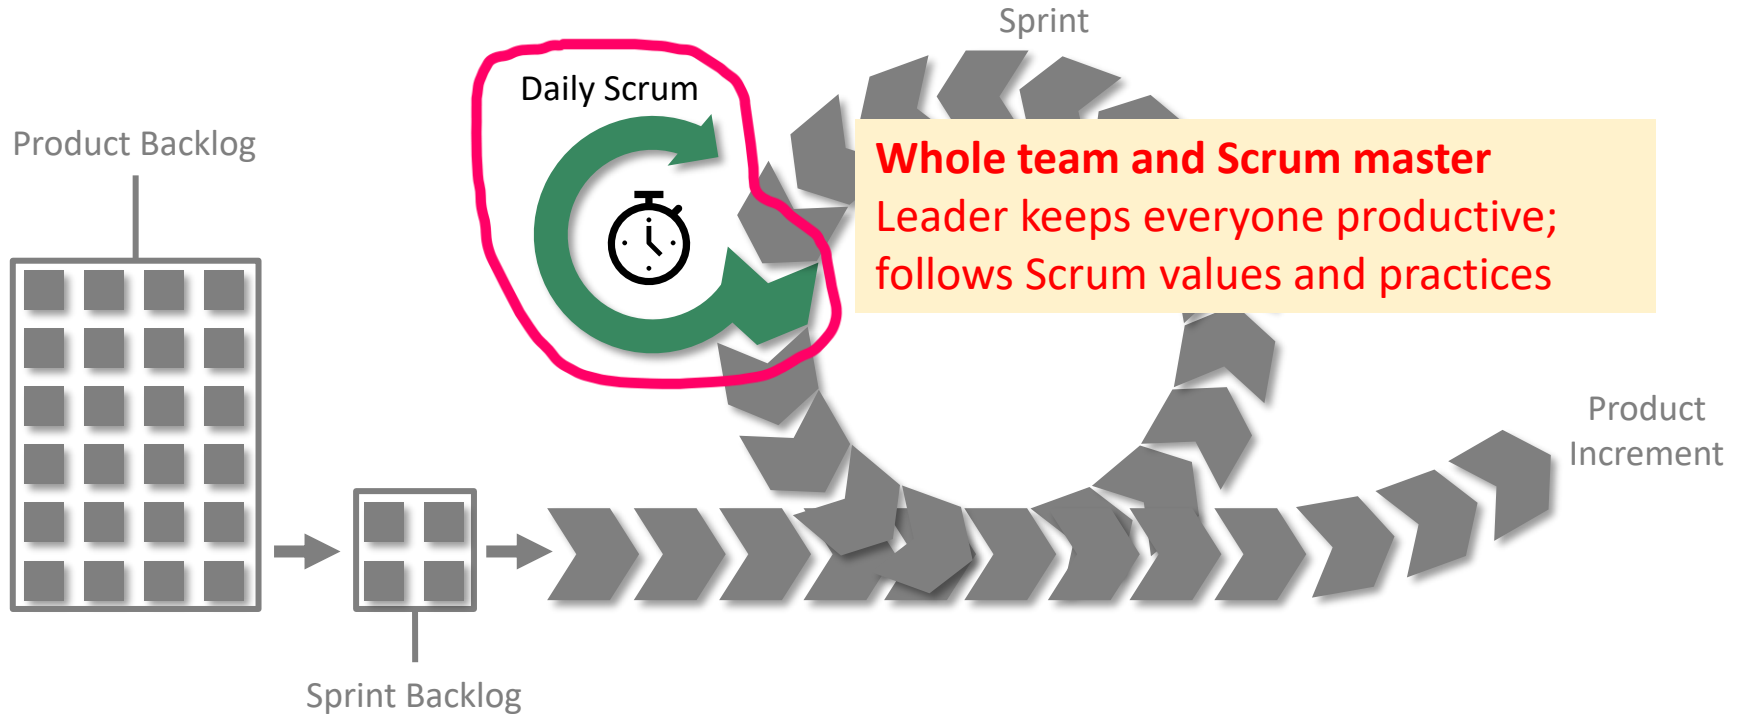 Sprint
Daily Scrum
Product Backlog
Whole team and Scrum master
Leader keeps everyone productive;
follows Scrum values and practices
Product
Increment
Sprint Backlog